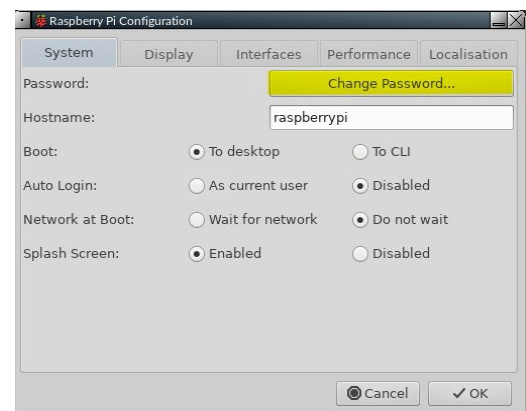 Raspberry Pi Configuration
System Display Interfaces Performance Localisation
Password: Change Password...
Hostname: raspberrypi
Boot: To desktop To CLI
Auto Login: As current user Disabled
Network at Boot: Wait for network Do not wait
Splash Screen: Enabled Disabled
Cancel OK